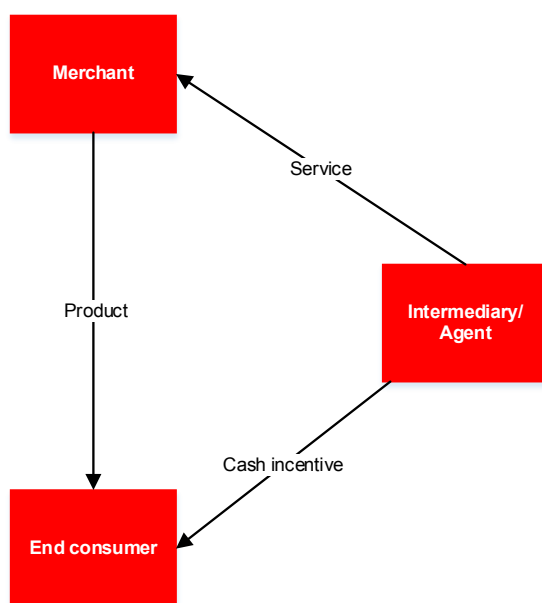 Merchant
Service
Product
Intermediary/
Agent
Cash incentive
End consumer